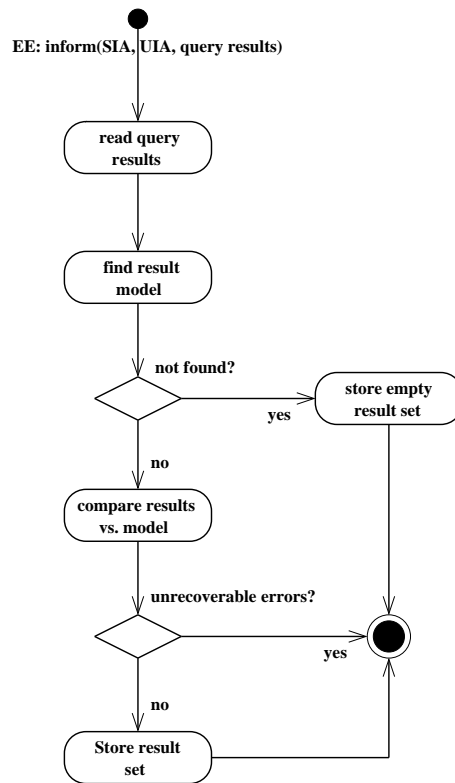 EE: inform(SIA, UIA, query results)
read query
results
find result
model
not found?
yes
store empty
result set
no
compare results
vs. model
unrecoverable errors?
yes
no
Store result
set